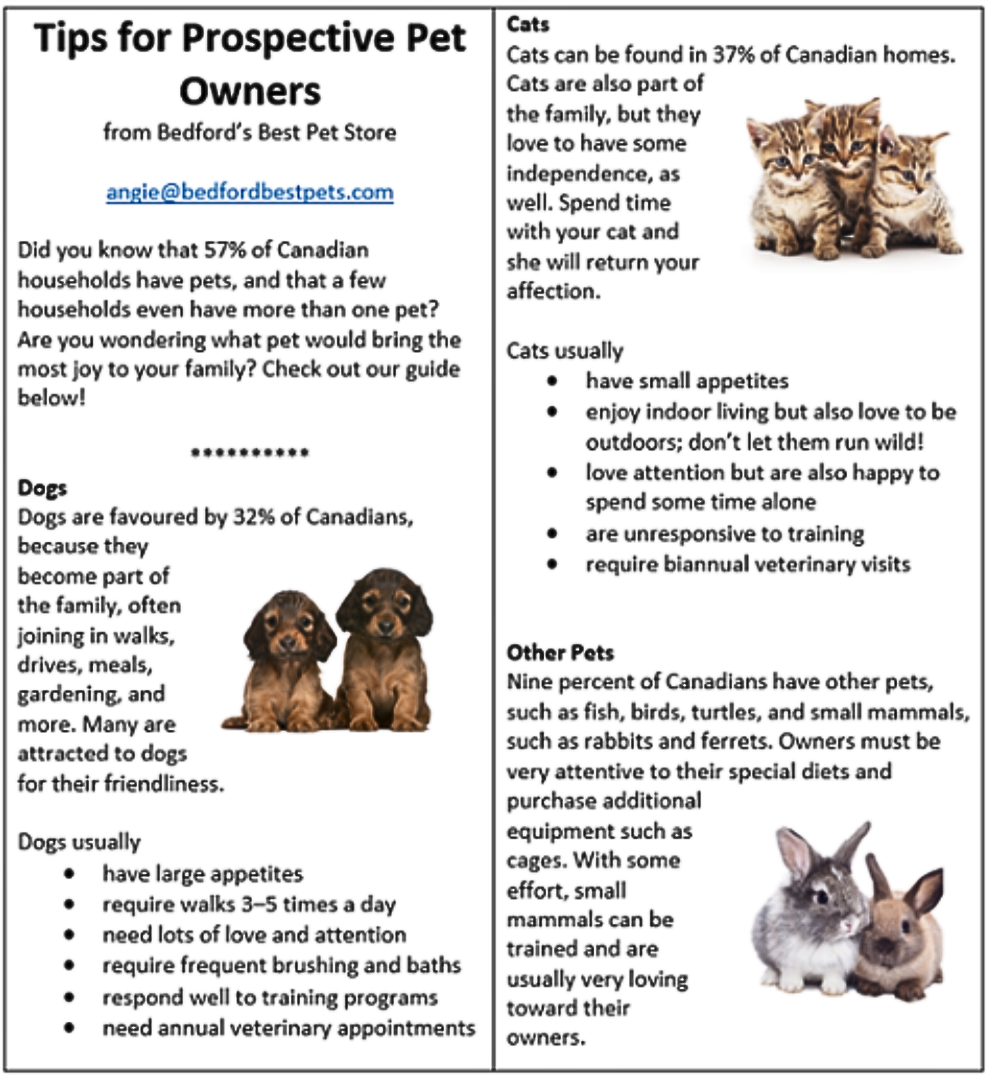 Tips for Prospective Pet
Owners
from Bedford's Best Pet Store
angie@bedfordbestpets.com
Did you know that 57% of Canadian
households have pets, and that a few
households even have more than one pet?
Are you wondering what pet would bring the
most joy to your family? Check out our guide
below!
**********
Dogs
Dogs are favoured by 32% of Canadians,
because they
become part of
the family, often
joining in walks,
drives, meals,
gardening, and
more. Many are
attracted to dogs
for their friendliness.
Dogs usually
• have large appetites
• require walks 3–5 times a day
• need lots of love and attention
• require frequent brushing and baths
• respond well to training programs
• need annual veterinary appointments
Cats
Cats can be found in 37% of Canadian homes.
Cats are also part of
the family, but they
love to have some
independence, as
well. Spend time
with your cat and
she will return your
affection.
Cats usually
• have small appetites
• enjoy indoor living but also love to be
outdoors; don't let them run wild!
• love attention but are also happy to
spend some time alone
• are unresponsive to training
• require biannual veterinary visits
Other Pets
Nine percent of Canadians have other pets,
such as fish, birds, turtles, and small mammals,
such as rabbits and ferrets. Owners must be
very attentive to their special diets and
purchase additional
equipment such as
cages. With some
effort, small
mammals can be
trained and are
usually very loving
toward their
owners.